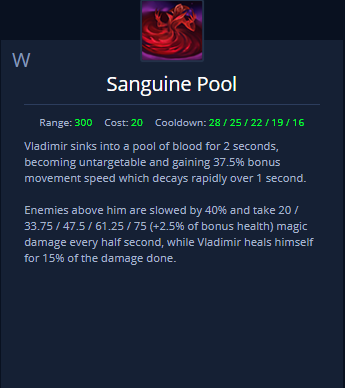 W
Sanguine Pool
Range: 300 Cost: 20 Cooldown: 28 / 25 / 22 / 19 / 16
Vladimir sinks into a pool of blood for 2 seconds,
becoming untargetable and gaining 37.5% bonus
movement speed which decays rapidly over 1 second.
Enemies above him are slowed by 40% and take 20 /
33.75 / 47.5 / 61.25 / 75 (+2.5% of bonus health) magic
damage every half second, while Vladimir heals himself
for 15% of the damage done.